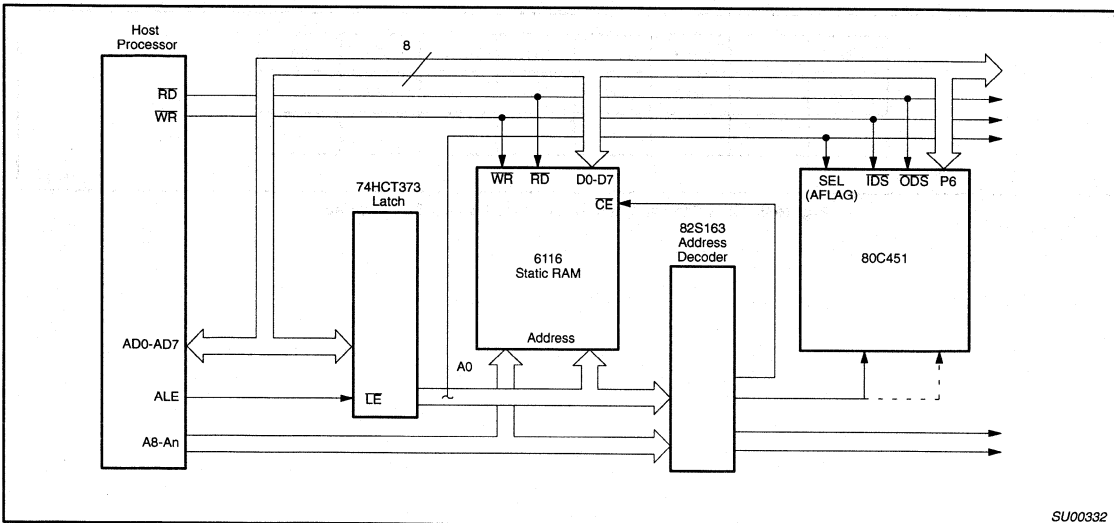 Host
Processor
8
RD
WR
74HCT373
Latch
WR
RD
D0-D7
CE
6116
Static RAM
Address
82S163
Address
Decoder
SEL
(AFLAG)
IDS
ODS
P6
80C451
AD0-AD7
A0
ALE
LE
A8-An
SU00332